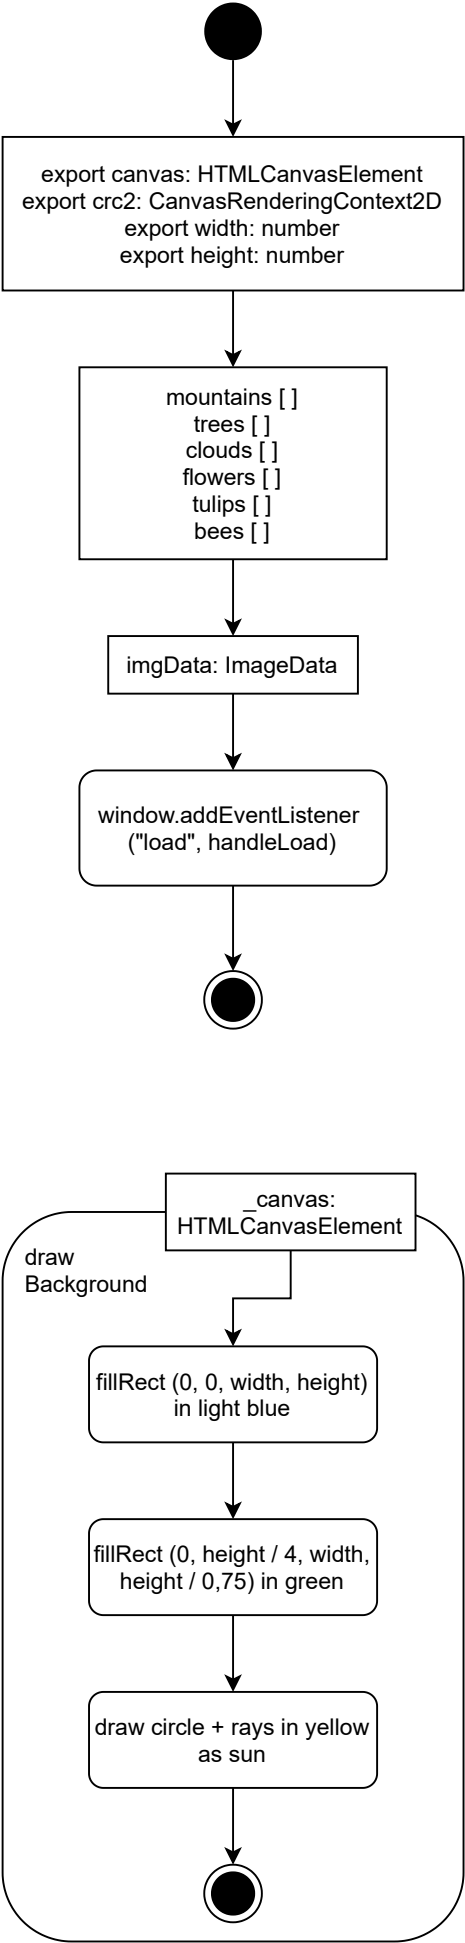 export canvas: HTMLCanvasElement
export crc2: CanvasRenderingContext2D
export width: number
export height: number
mountains [ ]
trees [ ]
clouds [ ]
flowers [ ]
tulips [ ]
bees [ ]
imgData: ImageData
window.addEventListener
("load", handleLoad)
_canvas:
HTMLCanvasElement
draw
Background
fillRect (0, 0, width, height)
in light blue
fillRect (0, height / 4, width,
height / 0,75) in green
draw circle + rays in yellow
as sun